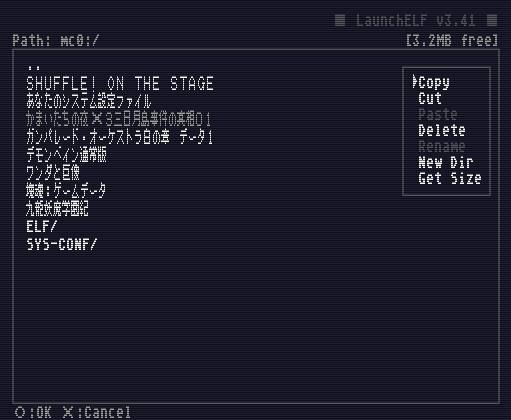 ■ LaunchELF v3.41 ■
Path: mc0:/ [3.2MB free]
..
SHUFFLE! ON THE STAGE
あなたのシステム設定ファイル
かまいたちの夜×3三日月島事件の真相01
ガンパレード・オーケストラ白の章 データ1
デモンベイン通常版
ワンダと巨像
塊魂:ゲームデータ
九龍妖魔学園紀
ELF/
SYS-CONF/
Copy
Cut
Paste
Delete
Rename
New Dir
Get Size
○:OK ×:Cancel